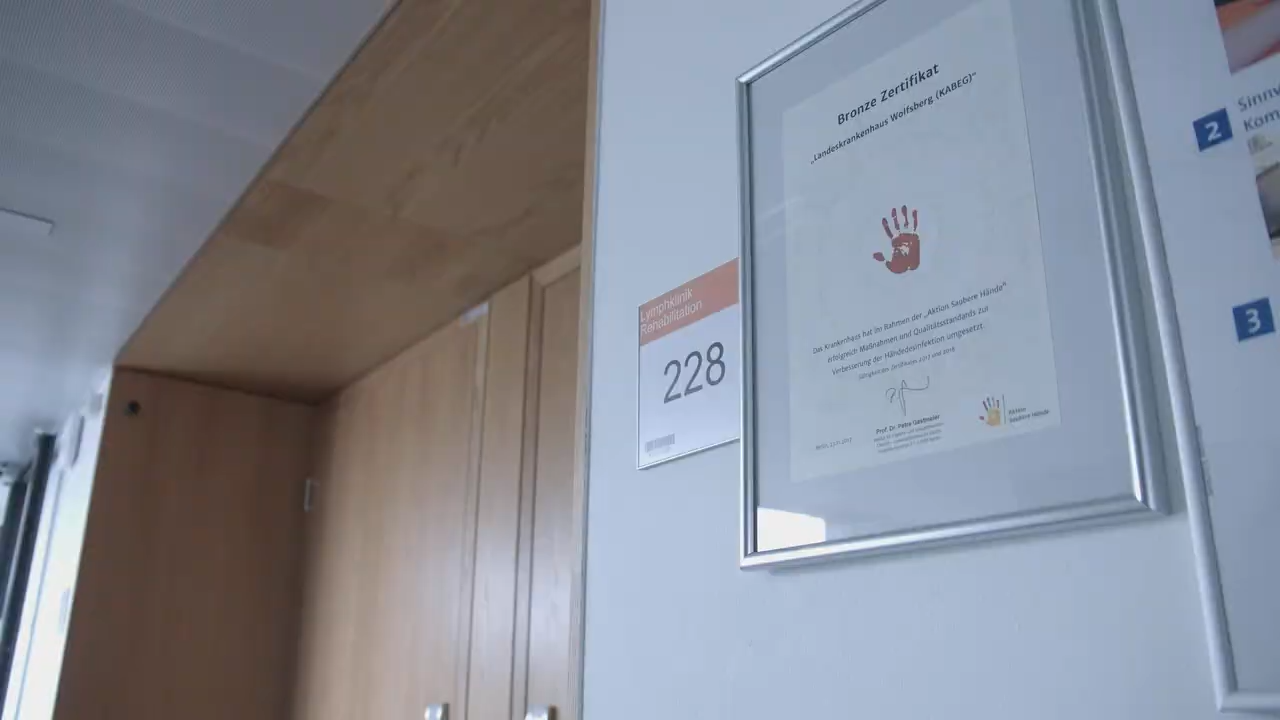 Bronze Zertifikat
„Landeskrankenhaus Wolfsberg (KABEG)“
Das Krankenhaus hat im Rahmen der „Aktion Saubere Hände“
erfolgreich Maßnahmen und Qualitätsstandards zur
Verbesserung der Händedesinfektion umgesetzt.
Prof. Dr. Petra Gastmeier
Aktion
Saubere Hände
Lymphklinik
Rehabilitation
228
2
Sinnv
Kom
3